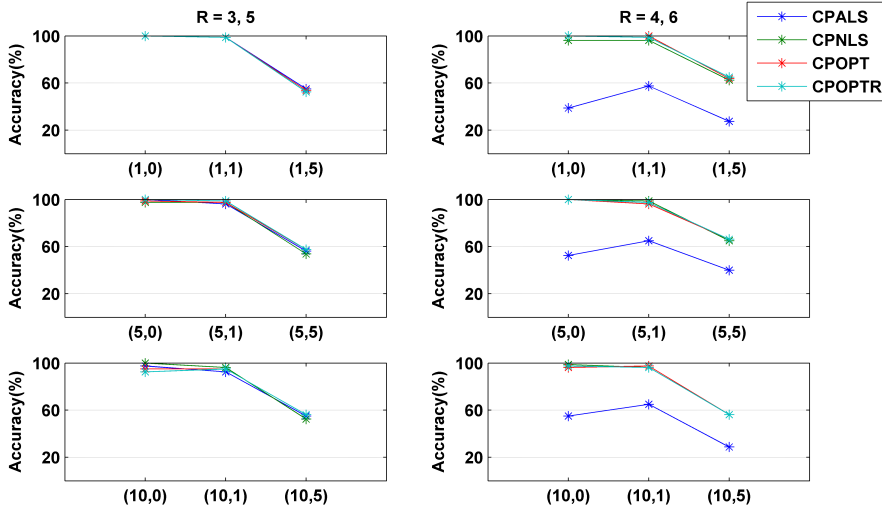 R = 3, 5
R = 4, 6
CPALS
CPNLS
CPOPT
CPOPTR
Accuracy(%)
100
60
20
(1,0) (1,1) (1,5)
Accuracy(%)
100
60
20
(1,0) (1,1) (1,5)
Accuracy(%)
100
60
20
(5,0) (5,1) (5,5)
Accuracy(%)
100
60
20
(5,0) (5,1) (5,5)
Accuracy(%)
100
60
20
(10,0) (10,1) (10,5)
Accuracy(%)
100
60
20
(10,0) (10,1) (10,5)